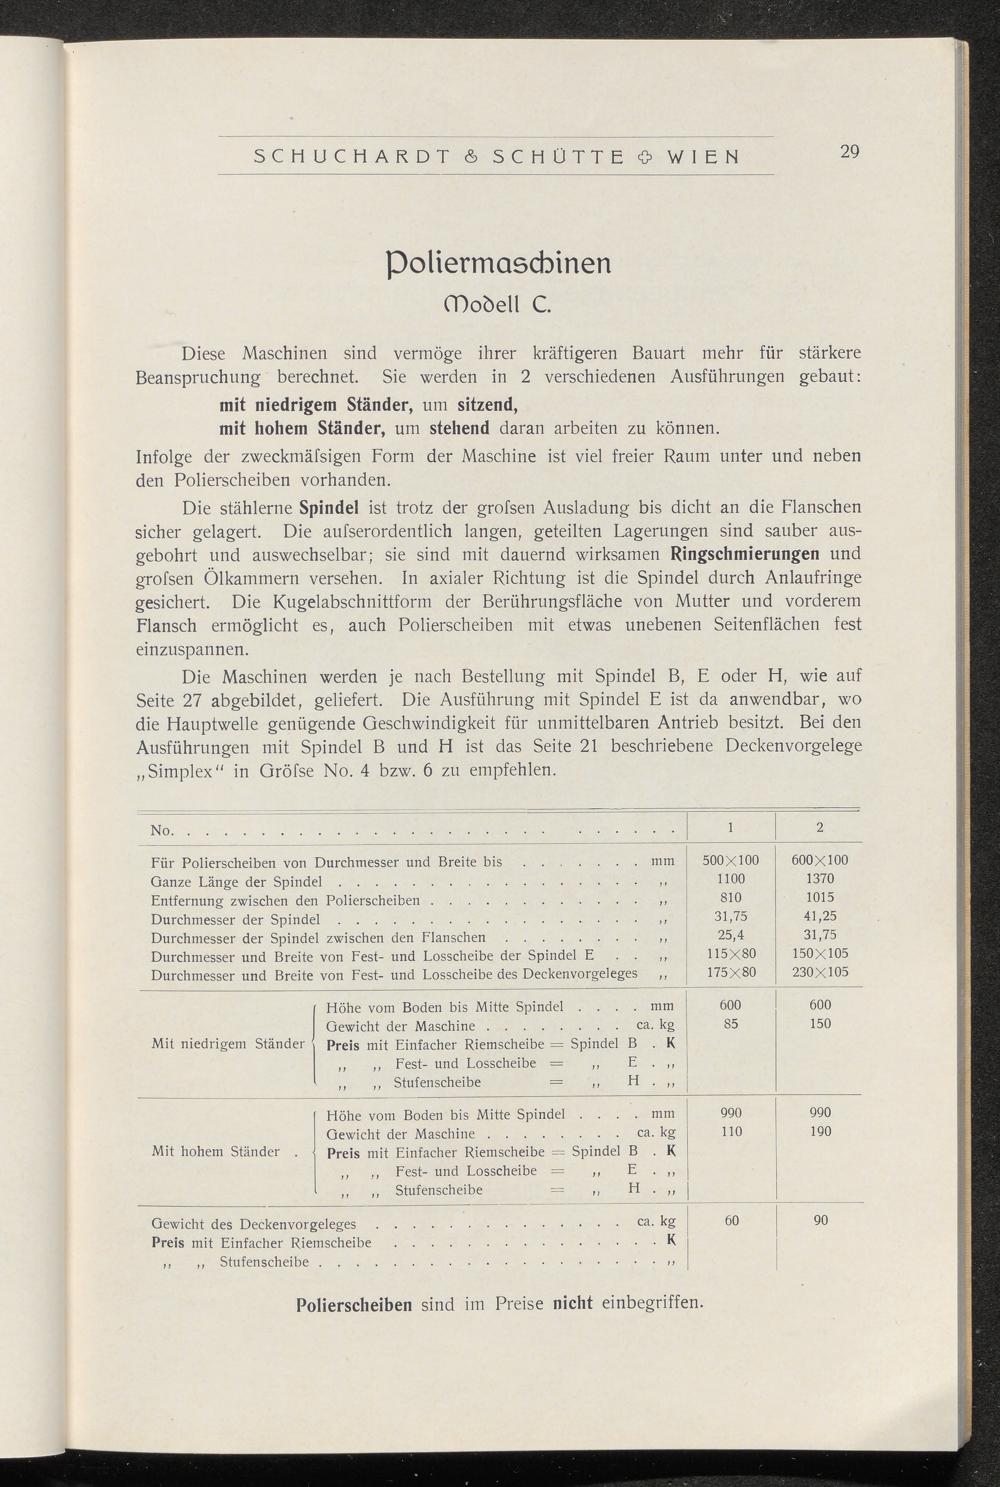 SCHUCHARDT & SCHÜTTE ✣ WIEN
29
Poliermaschinen
Modell C.
Diese Maschinen sind vermöge ihrer kräftigeren Bauart mehr für stärkere
Beanspruchung berechnet. Sie werden in 2 verschiedenen Ausführungen gebaut:
mit niedrigem Ständer, um sitzend,
mit hohem Ständer, um stehend daran arbeiten zu können.
Infolge der zweckmäfsigen Form der Maschine ist viel freier Raum unter und neben
den Polierscheiben vorhanden.
Die stählerne Spindel ist trotz der grofsen Ausladung bis dicht an die Flanschen
sicher gelagert. Die aufserordentlich langen, geteilten Lagerungen sind sauber aus-
gebohrt und auswechselbar; sie sind mit dauernd wirksamen Ringschmierungen und
grofsen Ölkammern versehen. In axialer Richtung ist die Spindel durch Anlaufringe
gesichert. Die Kugelabschnittform der Berührungsfläche von Mutter und vorderem
Flansch ermöglicht es, auch Polierscheiben mit etwas unebenen Seitenflächen fest
einzuspannen.
Die Maschinen werden je nach Bestellung mit Spindel B, E oder H, wie auf
Seite 27 abgebildet, geliefert. Die Ausführung mit Spindel E ist da anwendbar, wo
die Hauptwelle genügende Geschwindigkeit für unmittelbaren Antrieb besitzt. Bei den
Ausführungen mit Spindel B und H ist das Seite 21 beschriebene Deckenvorgelege
„Simplex“ in Gröfse No. 4 bzw. 6 zu empfehlen.
No. . . . . . . . . . . . . . . . . . . . . . . . . . . . 1 2
Für Polierscheiben von Durchmesser und Breite bis . . . . . . . mm 500×100 600×100
Ganze Länge der Spindel . . . . . . . . . . . . . . . . . ,, 1100 1370
Entfernung zwischen den Polierscheiben . . . . . . . . . . . . ,, 810 1015
Durchmesser der Spindel . . . . . . . . . . . . . . . . . ,, 31,75 41,25
Durchmesser der Spindel zwischen den Flanschen . . . . . . . . ,, 25,4 31,75
Durchmesser und Breite von Fest- und Losscheibe der Spindel E . . ,, 115×80 150×105
Durchmesser und Breite von Fest- und Losscheibe des Deckenvorgeleges ,, 175×80 230×105
Höhe vom Boden bis Mitte Spindel . . . . mm 600 600
Gewicht der Maschine . . . . . . . . ca. kg 85 150
Mit niedrigem Ständer Preis mit Einfacher Riemscheibe = Spindel B . K
,, ,, Fest- und Losscheibe = ,, E . ,,
,, ,, Stufenscheibe = ,, H . ,,
Höhe vom Boden bis Mitte Spindel . . . . mm 990 990
Gewicht der Maschine . . . . . . . . ca. kg 110 190
Mit hohem Ständer . Preis mit Einfacher Riemscheibe = Spindel B . K
,, ,, Fest- und Losscheibe = ,, E . ,,
,, ,, Stufenscheibe = ,, H . ,,
Gewicht des Deckenvorgeleges . . . . . . . . . . . . . . ca. kg 60 90
Preis mit Einfacher Riemscheibe . . . . . . . . . . . . . . . K
,, ,, Stufenscheibe . . . . . . . . . . . . . . . . . . . ,,
Polierscheiben sind im Preise nicht einbegriffen.